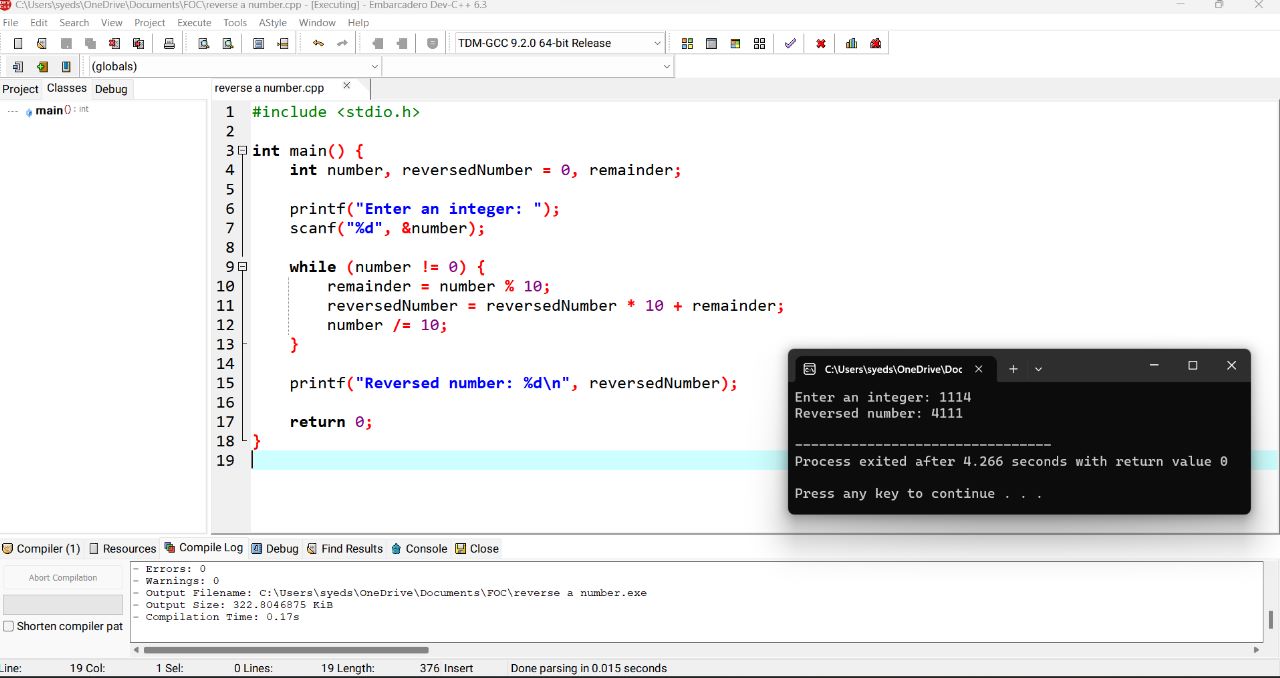 C:\Users\syeds\OneDrive\Documents\FOC\reverse a number.cpp - [Executing] - Embarcadero Dev-C++ 6.3
File Edit Search View Project Execute Tools AStyle Window Help
TDM-GCC 9.2.0 64-bit Release
(globals)
Project Classes Debug
reverse a number.cpp
main() : int
1 #include <stdio.h>
2
3 int main() {
4 int number, reversedNumber = 0, remainder;
5
6 printf("Enter an integer: ");
7 scanf("%d", &number);
8
9 while (number != 0) {
10 remainder = number % 10;
11 reversedNumber = reversedNumber * 10 + remainder;
12 number /= 10;
13 }
14
15 printf("Reversed number: %d\n", reversedNumber);
16
17 return 0;
18 }
19
C:\Users\syeds\OneDrive\Doc
Enter an integer: 1114
Reversed number: 4111
--------------------------------
Process exited after 4.266 seconds with return value 0
Press any key to continue . . .
Compiler (1) Resources Compile Log Debug Find Results Console Close
Abort Compilation
Shorten compiler pat
- Errors: 0
- Warnings: 0
- Output Filename: C:\Users\syeds\OneDrive\Documents\FOC\reverse a number.exe
- Output Size: 322.8046875 KiB
- Compilation Time: 0.17s
Line: 19 Col: 1 Sel: 0 Lines: 19 Length: 376 Insert Done parsing in 0.015 seconds